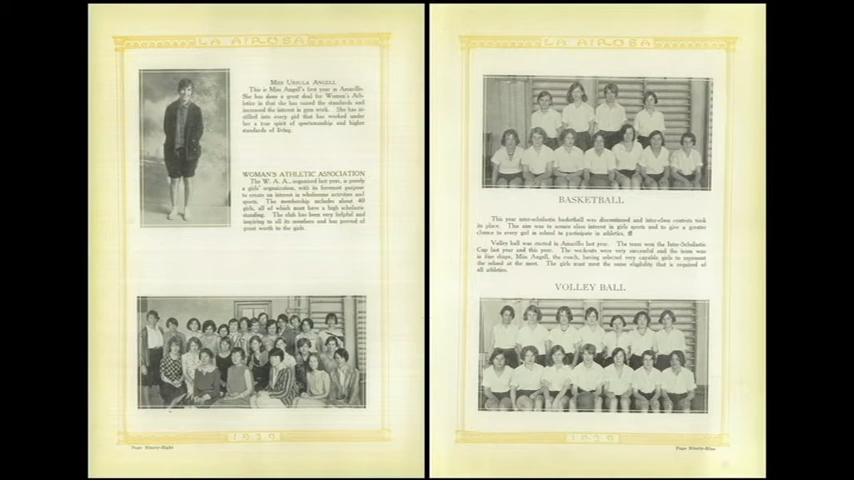 LA AIROSA
Miss Ursula Angell
This is Miss Angell's first year in Amarillo.
She has done a great deal for Women's Ath-
letics in that she has raised the standards and
increased the interest in gym work. She has in-
stilled into every girl that has worked under
her a true spirit of sportsmanship and higher
standards of living.
WOMAN'S ATHLETIC ASSOCIATION
The W. A. A., organized last year, is purely
a girls' organization, with its foremost purpose
to create an interest in wholesome activities and
sports. The membership includes about 40
girls, all of which must have a high scholastic
standing. The club has been very helpful and
inspiring to all its members and has proved of
great worth to the girls.
1929
Page Ninety-Eight
LA AIROSA
BASKETBALL
This year inter-scholastic basketball was discontinued and inter-class contests took
its place. This aim was to arouse class interest in girls sports and to give a greater
chance to every girl in school to participate in athletics.
Volley ball was started in Amarillo last year. The team won the Inter-Scholastic
Cup last year and this year. The workouts were very successful and the team was
in fine shape, Miss Angell, the coach, having selected very capable girls to represent
the school at the meet. The girls must meet the same eligibility that is required of
all athletics.
VOLLEY BALL
1929
Page Ninety-Nine